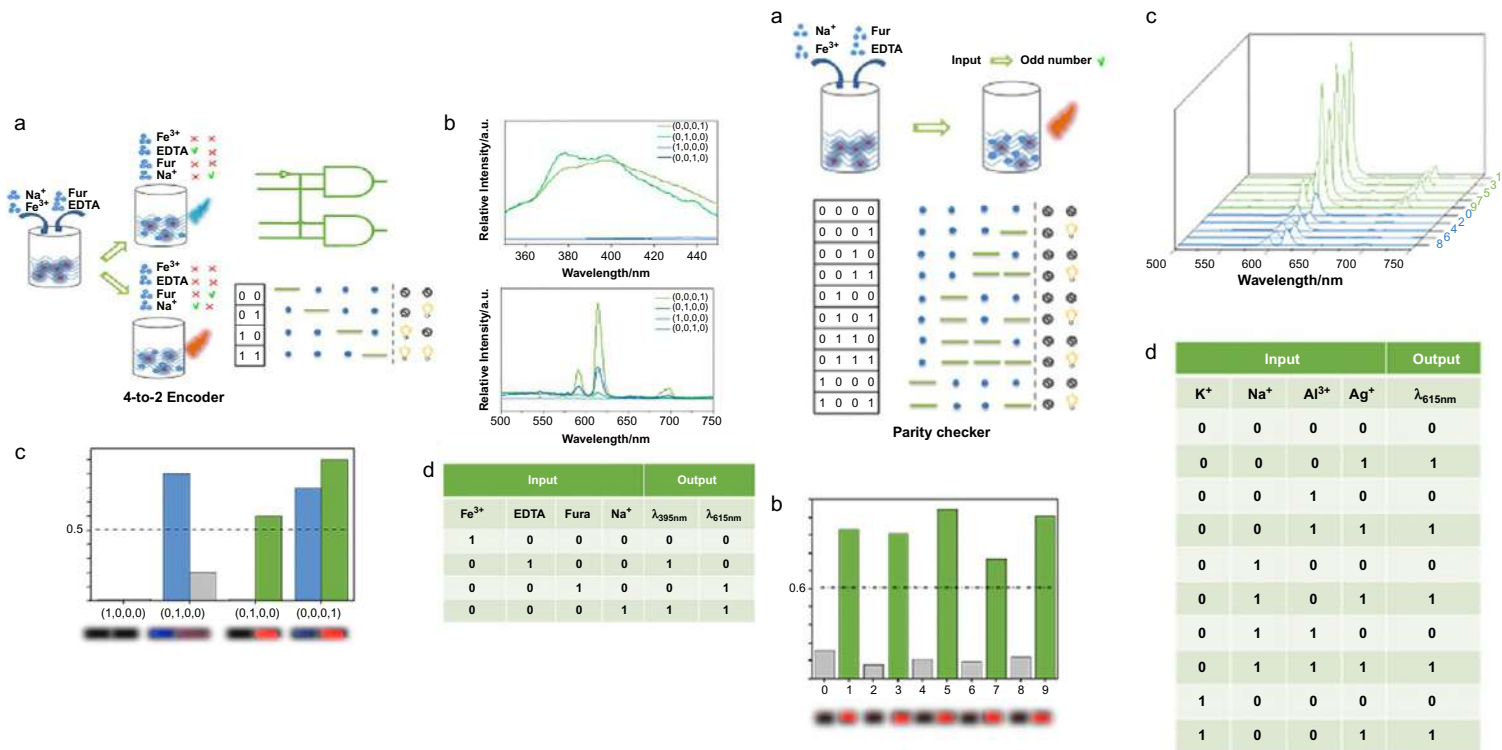 a
Fe³⁺
EDTA
Fur
Na⁺
Na⁺ Fur
Fe³⁺ EDTA
Fe³⁺
EDTA
Fur
Na⁺
0 0
0 1
1 0
1 1
4-to-2 Encoder
b
Relative Intensity/a.u.
(0,0,0,1)
(0,1,0,0)
(1,0,0,0)
(0,0,1,0)
360 380 400 420 440
Wavelength/nm
Relative Intensity/a.u.
(0,0,0,1)
(0,1,0,0)
(1,0,0,0)
(0,0,1,0)
500 550 600 650 700 750
Wavelength/nm
c
0.5
(1,0,0,0) (0,1,0,0) (0,1,0,0) (0,0,0,1)
d
Input Output
Fe³⁺ EDTA Fura Na⁺ λ395nm λ615nm
1 0 0 0 0 0
0 1 0 0 1 0
0 0 1 0 0 1
0 0 0 1 1 1
a
Na⁺ Fur
Fe³⁺ EDTA
Input Odd number
0 0 0 0
0 0 0 1
0 0 1 0
0 0 1 1
0 1 0 0
0 1 0 1
0 1 1 0
0 1 1 1
1 0 0 0
1 0 0 1
Parity checker
b
0.6
0 1 2 3 4 5 6 7 8 9
c
8 6 4 2 0 9 7 5 3 1
500 550 600 650 700 750
Wavelength/nm
d
Input Output
K⁺ Na⁺ Al³⁺ Ag⁺ λ615nm
0 0 0 0 0
0 0 0 1 1
0 0 1 0 0
0 0 1 1 1
0 1 0 0 0
0 1 0 1 1
0 1 1 0 0
0 1 1 1 1
1 0 0 0 0
1 0 0 1 1